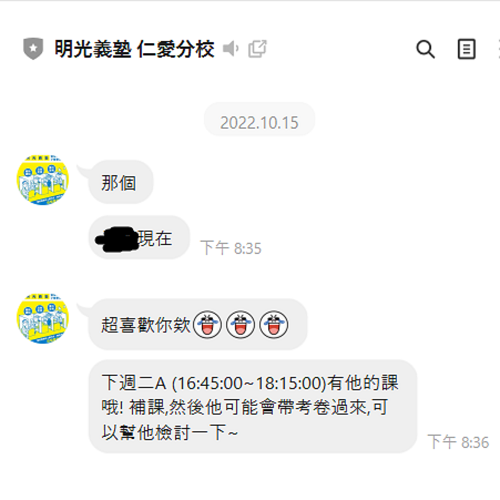 明光義塾 仁愛分校
2022.10.15
那個
現在
下午 8:35
超喜歡你欸
下週二A (16:45:00~18:15:00)有他的課
哦! 補課,然後他可能會帶考卷過來,可
以幫他檢討一下~
下午 8:36